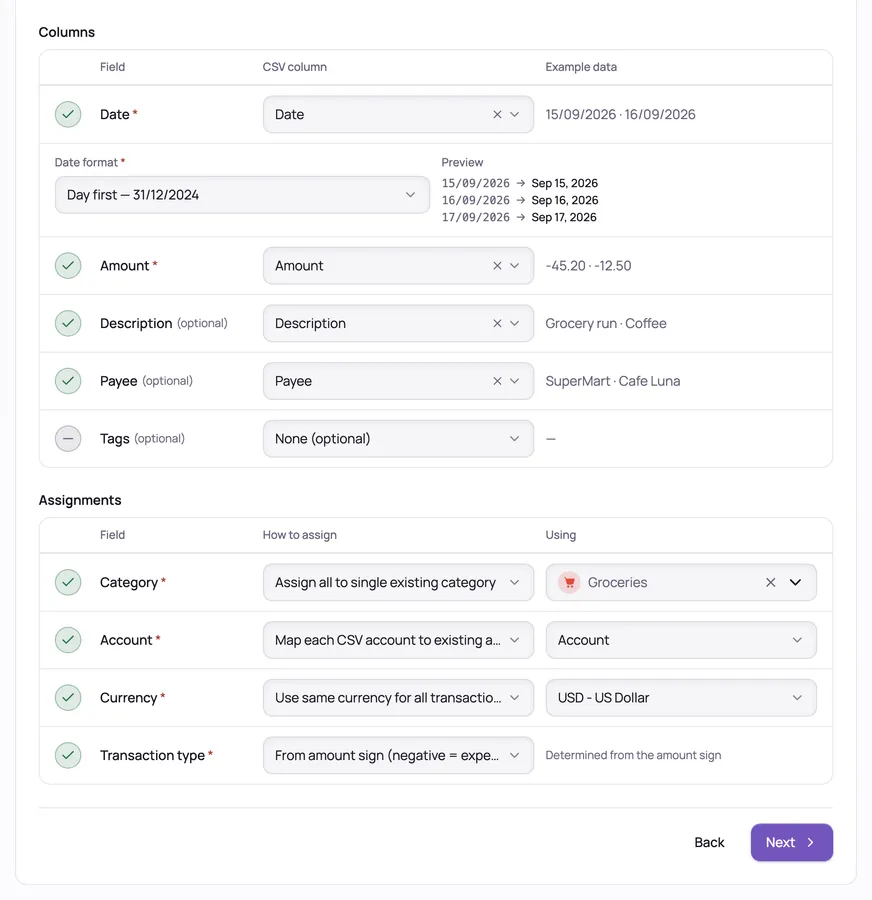 Columns
Field CSV column Example data
Date * Date 15/09/2026 · 16/09/2026
Date format * Preview
Day first — 31/12/2024
15/09/2026 → Sep 15, 2026
16/09/2026 → Sep 16, 2026
17/09/2026 → Sep 17, 2026
Amount * Amount -45.20 · -12.50
Description (optional) Description Grocery run · Coffee
Payee (optional) Payee SuperMart · Cafe Luna
Tags (optional) None (optional) —
Assignments
Field How to assign Using
Category * Assign all to single existing category Groceries
Account * Map each CSV account to existing a... Account
Currency * Use same currency for all transactio... USD - US Dollar
Transaction type * From amount sign (negative = expe... Determined from the amount sign
Back Next